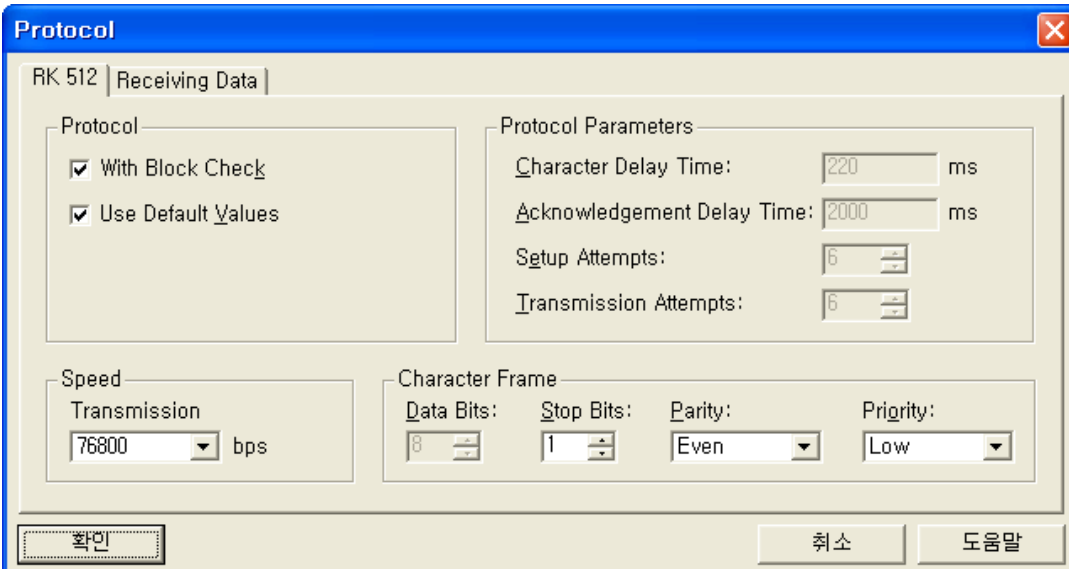 Protocol
RK 512 Receiving Data
Protocol
With Block Check
Use Default Values
Protocol Parameters
Character Delay Time: 220 ms
Acknowledgement Delay Time: 2000 ms
Setup Attempts: 6
Transmission Attempts: 6
Speed
Transmission
76800 bps
Character Frame
Data Bits: Stop Bits: Parity: Priority:
8 1 Even Low
확인 취소 도움말